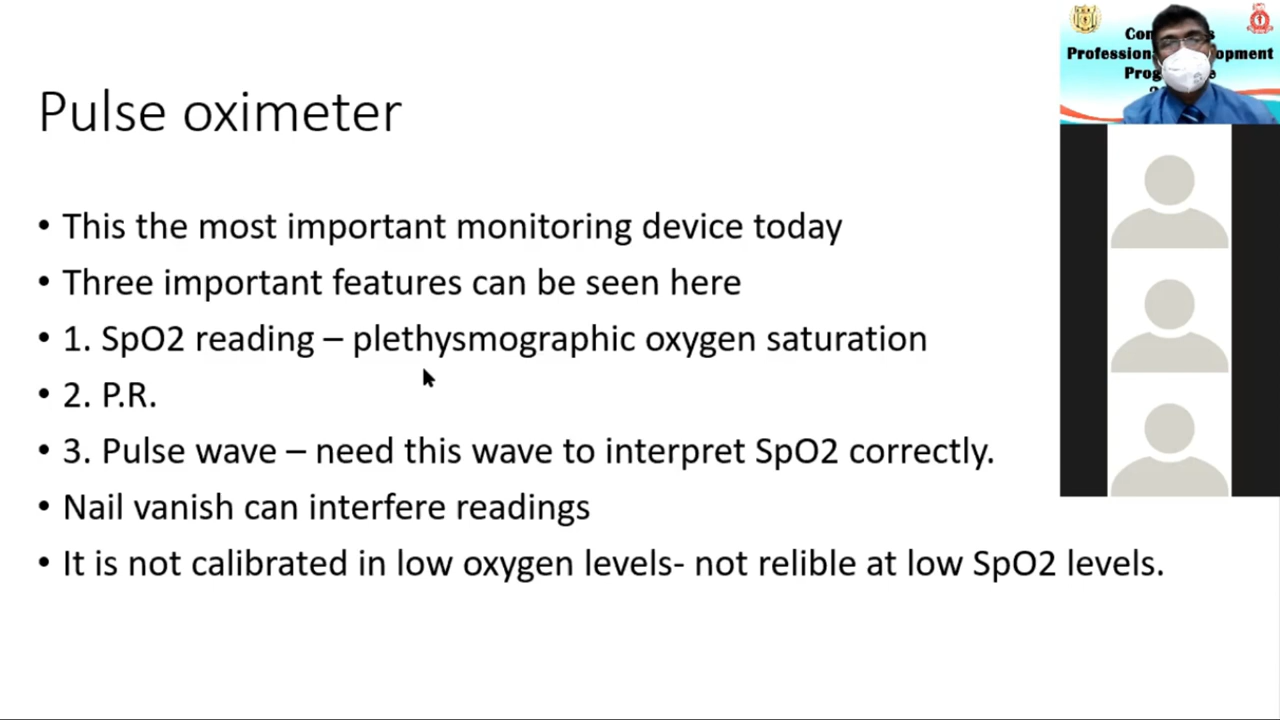 Pulse oximeter
• This the most important monitoring device today
• Three important features can be seen here
• 1. SpO2 reading – plethysmographic oxygen saturation
• 2. P.R.
• 3. Pulse wave – need this wave to interpret SpO2 correctly.
• Nail vanish can interfere readings
• It is not calibrated in low oxygen levels- not relible at low SpO2 levels.